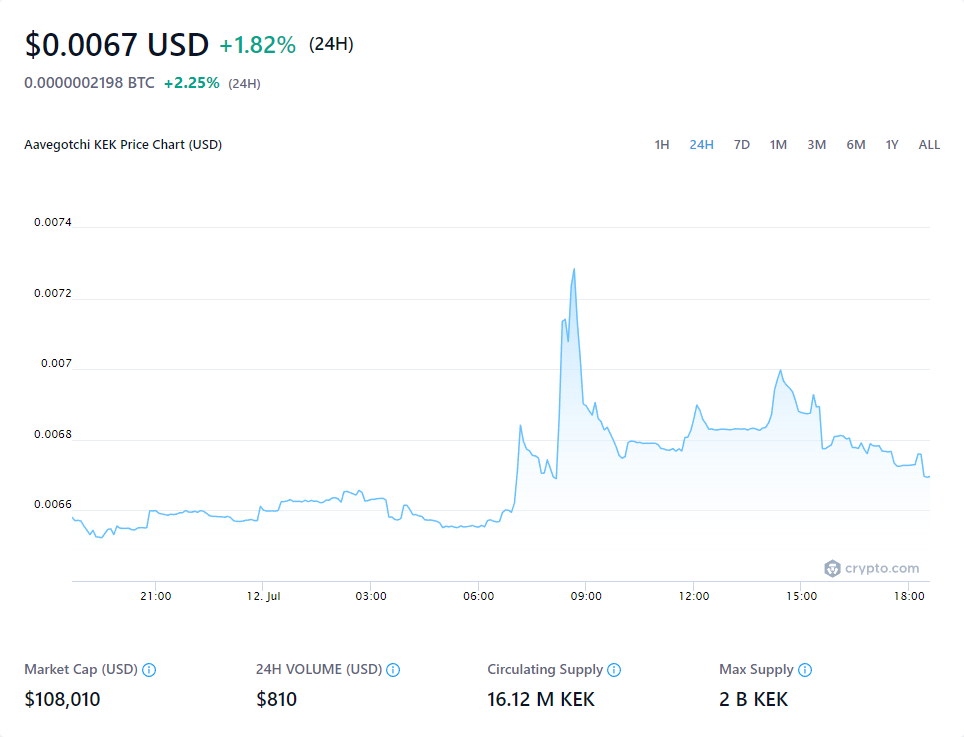 $0.0067 USD +1.82% (24H)
0.0000002198 BTC +2.25% (24H)
Aavegotchi KEK Price Chart (USD) 1H 24H 7D 1M 3M 6M 1Y ALL
0.0074
0.0072
0.007
0.0068
0.0066
crypto.com
21:00 12. Jul 03:00 06:00 09:00 12:00 15:00 18:00
Market Cap (USD) 24H VOLUME (USD) Circulating Supply Max Supply
$108,010 $810 16.12 M KEK 2 B KEK